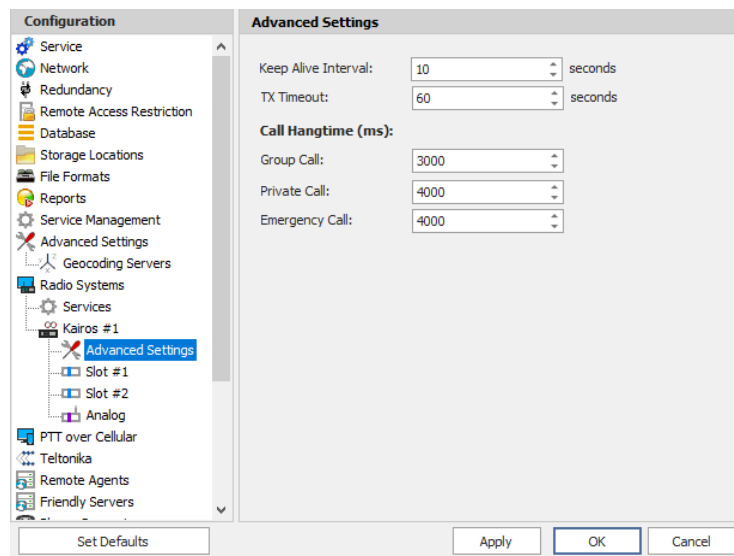 Configuration
Service
Network
Redundancy
Remote Access Restriction
Database
Storage Locations
File Formats
Reports
Service Management
Advanced Settings
Geocoding Servers
Radio Systems
Services
Kairos #1
Advanced Settings
Slot #1
Slot #2
Analog
PTT over Cellular
Teltonika
Remote Agents
Friendly Servers
Set Defaults
Advanced Settings
Keep Alive Interval: 10 seconds
TX Timeout: 60 seconds
Call Hangtime (ms):
Group Call: 3000
Private Call: 4000
Emergency Call: 4000
Apply OK Cancel